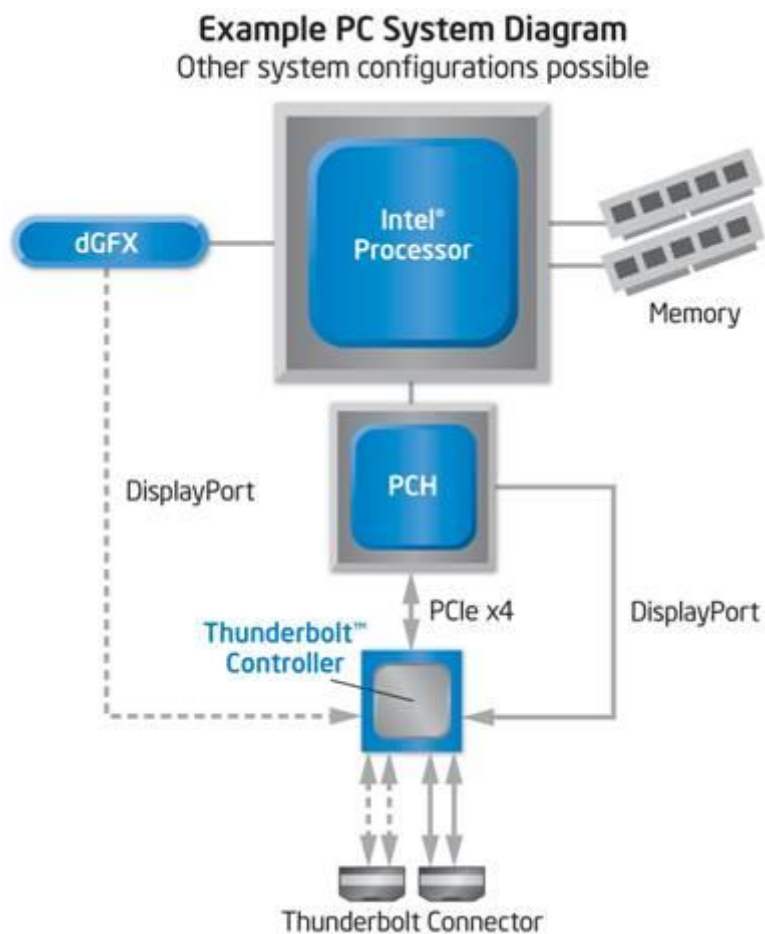 Example PC System Diagram
Other system configurations possible
dGFX
Intel®
Processor
Memory
PCH
DisplayPort
PCIe x4
DisplayPort
Thunderbolt™
Controller
Thunderbolt Connector